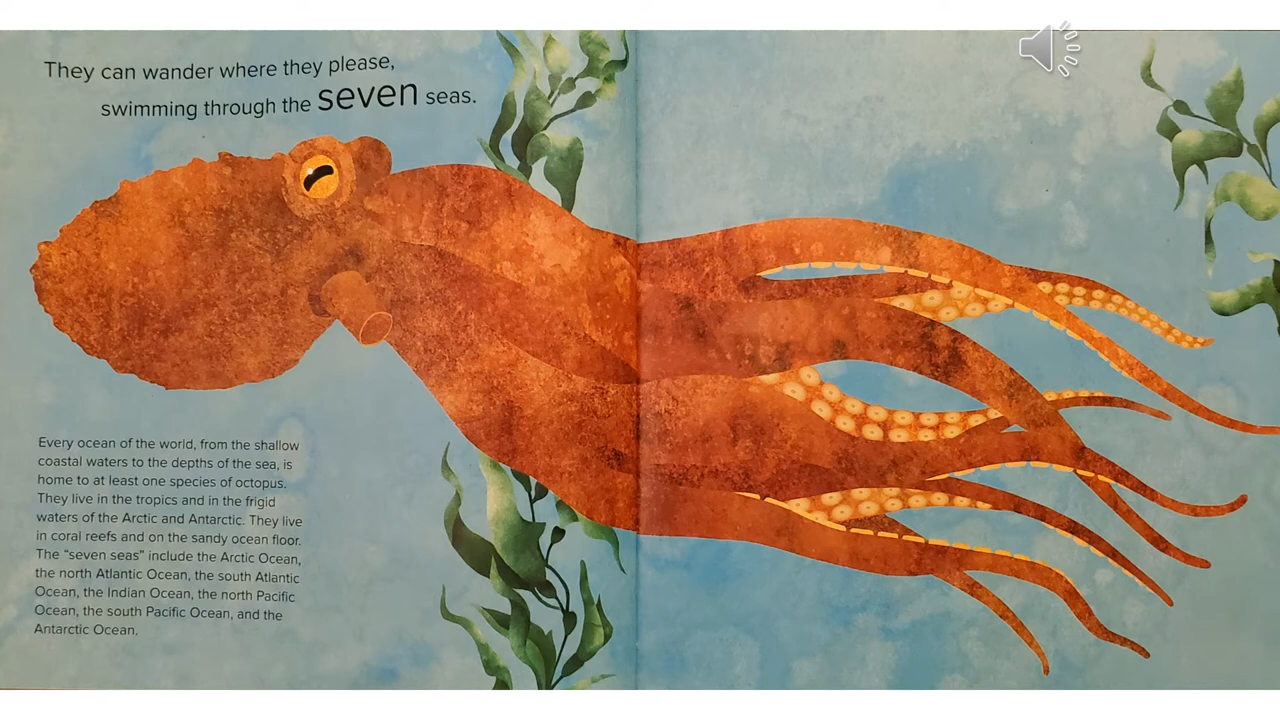 They can wander where they please,
swimming through the seven seas.
Every ocean of the world, from the shallow
coastal waters to the depths of the sea, is
home to at least one species of octopus.
They live in the tropics and in the frigid
waters of the Arctic and Antarctic. They live
in coral reefs and on the sandy ocean floor.
The “seven seas” include the Arctic Ocean,
the north Atlantic Ocean, the south Atlantic
Ocean, the Indian Ocean, the north Pacific
Ocean, the south Pacific Ocean, and the
Antarctic Ocean.